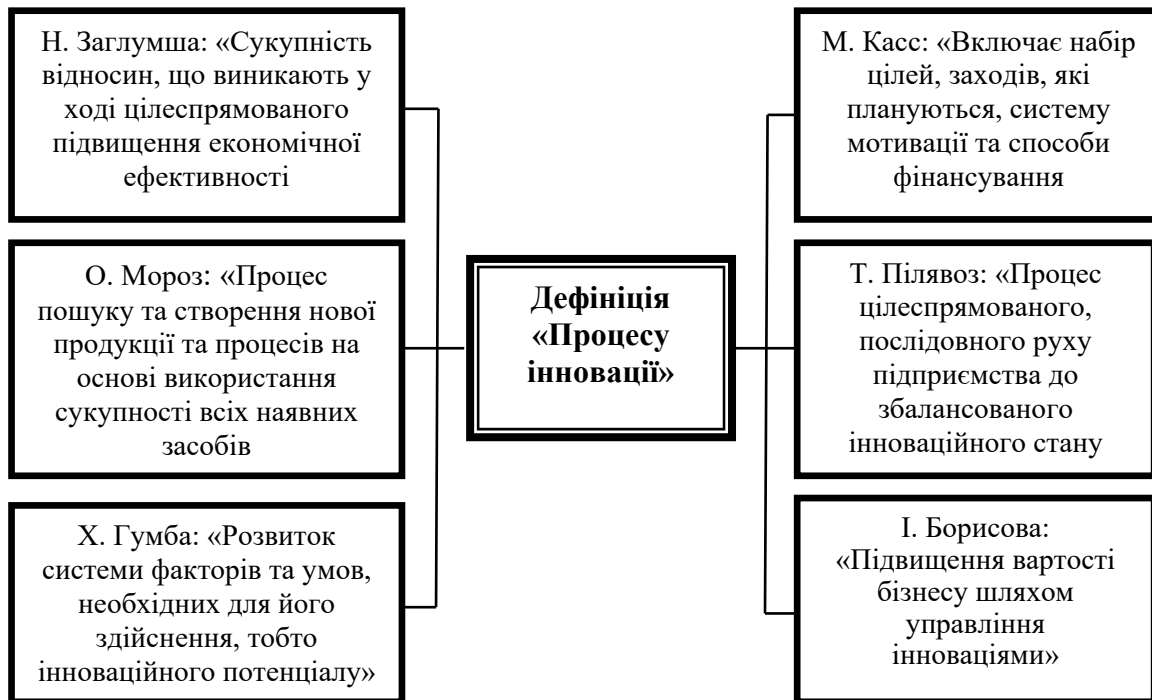 Н. Заглумша: «Сукупність
відносин, що виникають у
ході цілеспрямованого
підвищення економічної
ефективності
О. Мороз: «Процес
пошуку та створення нової
продукції та процесів на
основі використання
сукупності всіх наявних
засобів
Х. Гумба: «Розвиток
системи факторів та умов,
необхідних для його
здійснення, тобто
інноваційного потенціалу»
Дефініція
«Процесу
інновації»
М. Касс: «Включає набір
цілей, заходів, які
плануються, систему
мотивації та способи
фінансування
Т. Пілявоз: «Процес
цілеспрямованого,
послідовного руху
підприємства до
збалансованого
інноваційного стану
І. Борисова:
«Підвищення вартості
бізнесу шляхом
управління
інноваціями»